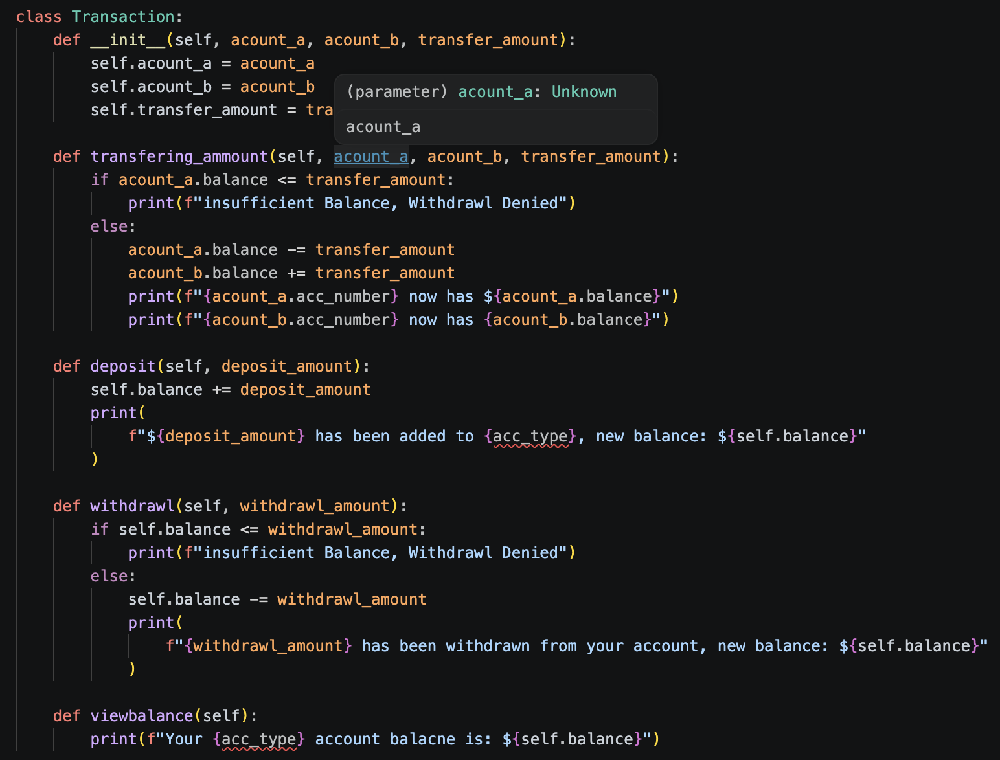 class Transaction:
def __init__(self, acount_a, acount_b, transfer_amount):
self.acount_a = acount_a
self.acount_b = acount_b
(parameter) acount_a: Unknown
self.transfer_amount = tra
acount_a
def transfering_ammount(self, acount_a, acount_b, transfer_amount):
if acount_a.balance <= transfer_amount:
print(f"insufficient Balance, Withdrawl Denied")
else:
acount_a.balance -= transfer_amount
acount_b.balance += transfer_amount
print(f"{acount_a.acc_number} now has ${acount_a.balance}")
print(f"{acount_b.acc_number} now has {acount_b.balance}")
def deposit(self, deposit_amount):
self.balance += deposit_amount
print(
f"${deposit_amount} has been added to {acc_type}, new balance: ${self.balance}"
)
def withdrawl(self, withdrawl_amount):
if self.balance <= withdrawl_amount:
print(f"insufficient Balance, Withdrawl Denied")
else:
self.balance -= withdrawl_amount
print(
f"{withdrawl_amount} has been withdrawn from your account, new balance: ${self.balance}"
)
def viewbalance(self):
print(f"Your {acc_type} account balacne is: ${self.balance}")